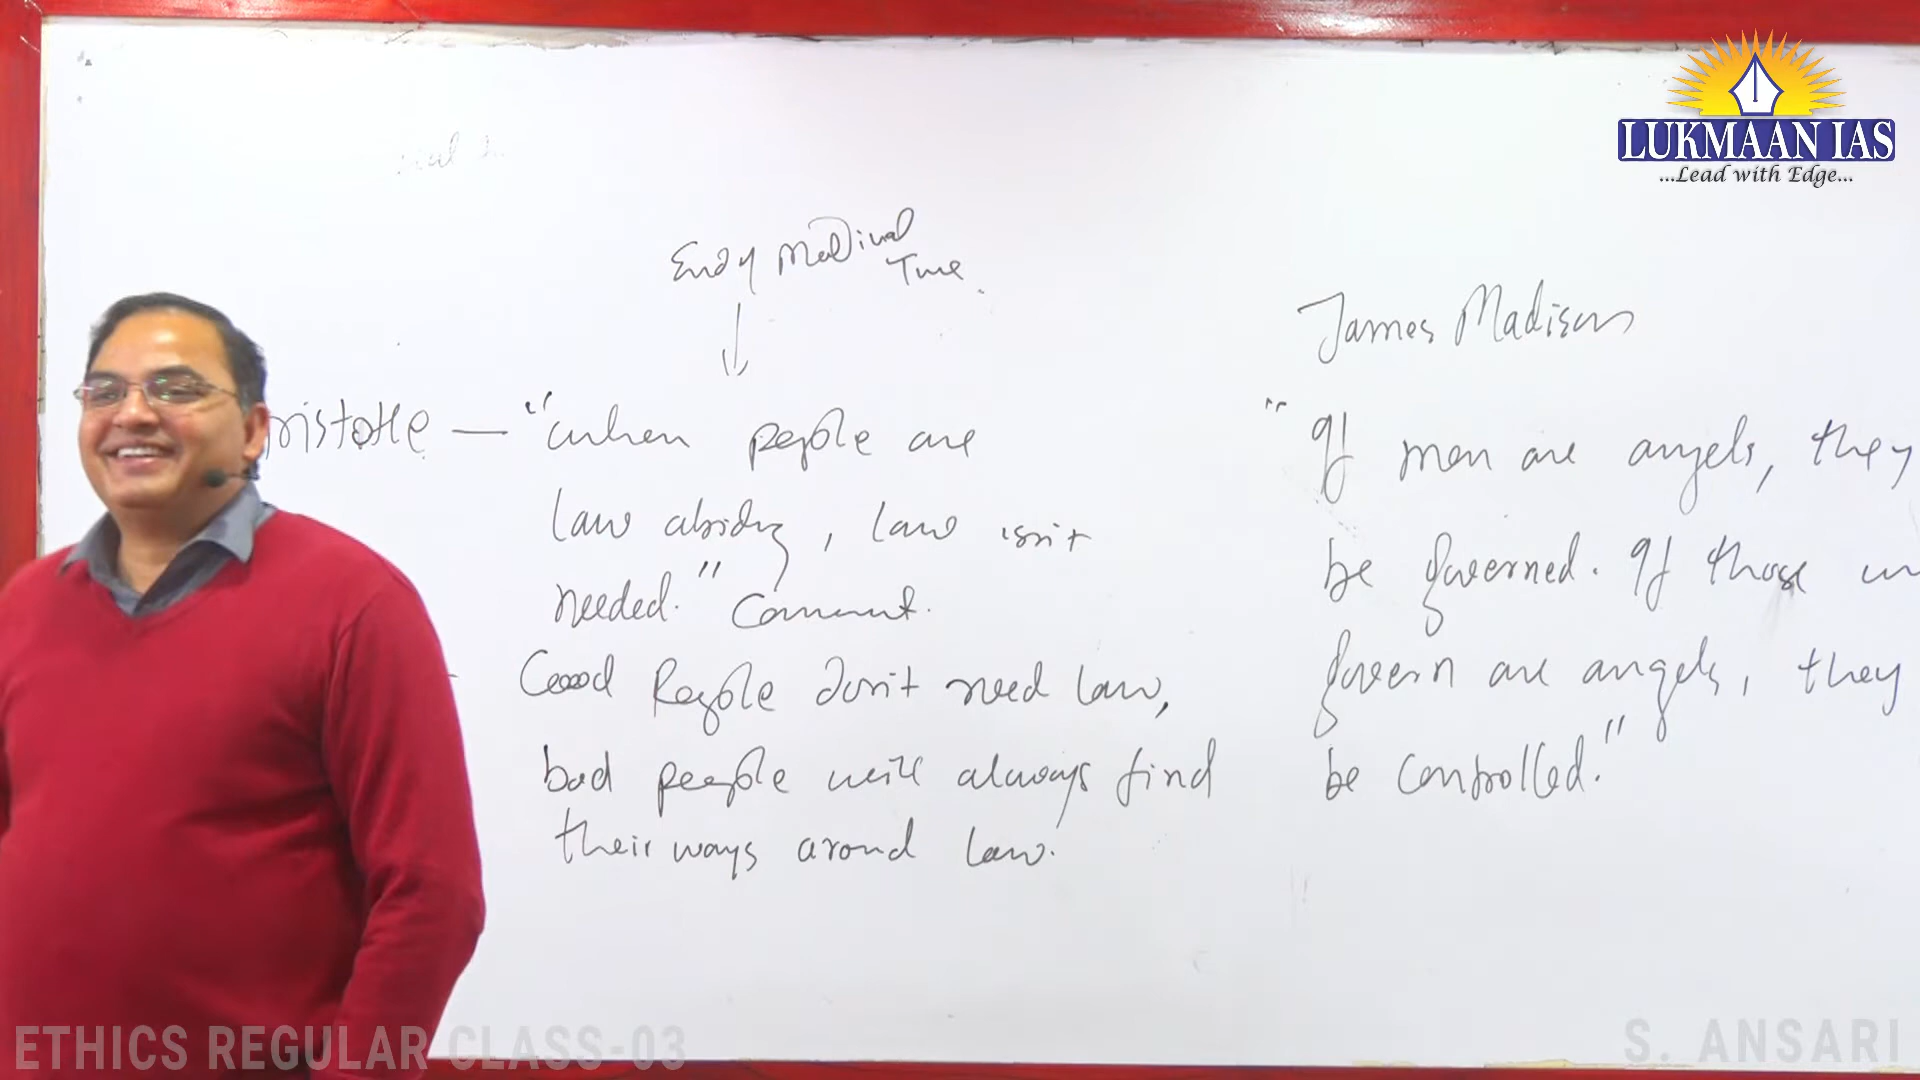 LUKMAAN IAS
...Lead with Edge...
End of Medival
Time
James Madison
ristotle — "when people are
law abiding, law isn't
needed." Comment.
Good People don't need law,
bad people will always find
their ways around law.
"If men are angels, they
be governed. If those
govern are angels, they
be controlled."
ETHICS REGULAR CLASS-03
S. ANSARI